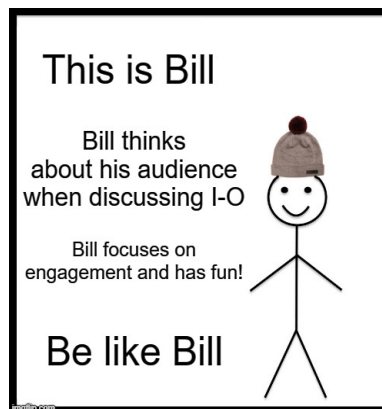 This is Bill
Bill thinks
about his audience
when discussing I-O
Bill focuses on
engagement and has fun!
Be like Bill
imgflip.com